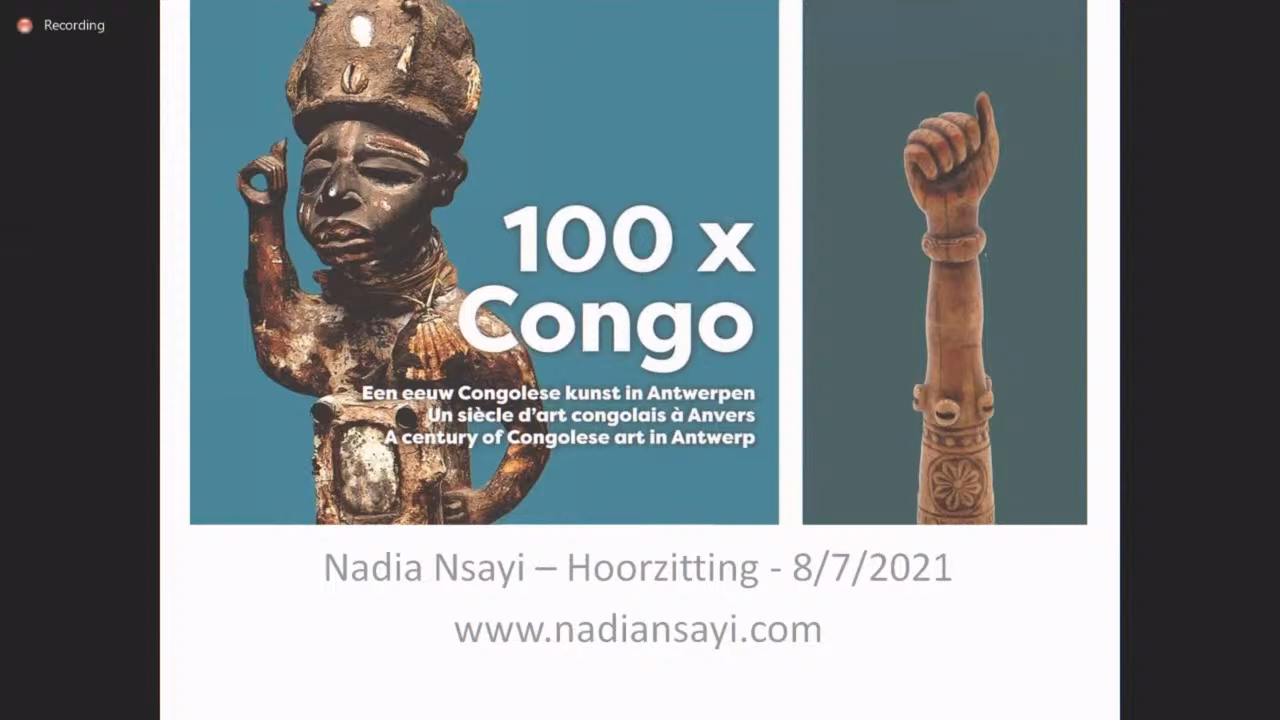 Recording
100 x
Congo
Een eeuw Congolese kunst in Antwerpen
Un siècle d'art congolais à Anvers
A century of Congolese art in Antwerp
Nadia Nsayi – Hoorzitting - 8/7/2021
www.nadiansayi.com